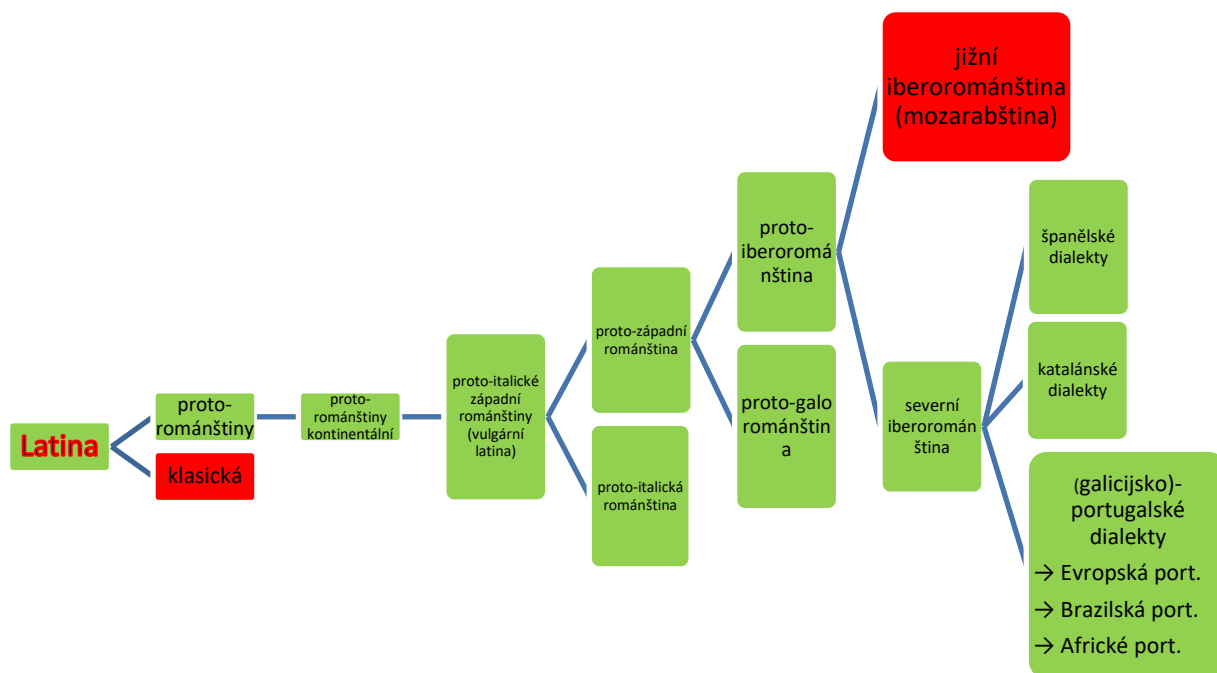 Latina
proto-
románštiny
klasická
proto-
románštiny
kontinentální
proto-italické
západní
románštiny
(vulgární
latina)
proto-západní
románština
proto-italická
románština
proto-
iberoromá
nština
proto-galo
románštin
a
jižní
iberorománština
(mozarabština)
severní
iberoromán
ština
španělské
dialekty
katalánské
dialekty
(galicijsko)-
portugalské
dialekty
→ Evropská port.
→ Brazilská port.
→ Africké port.